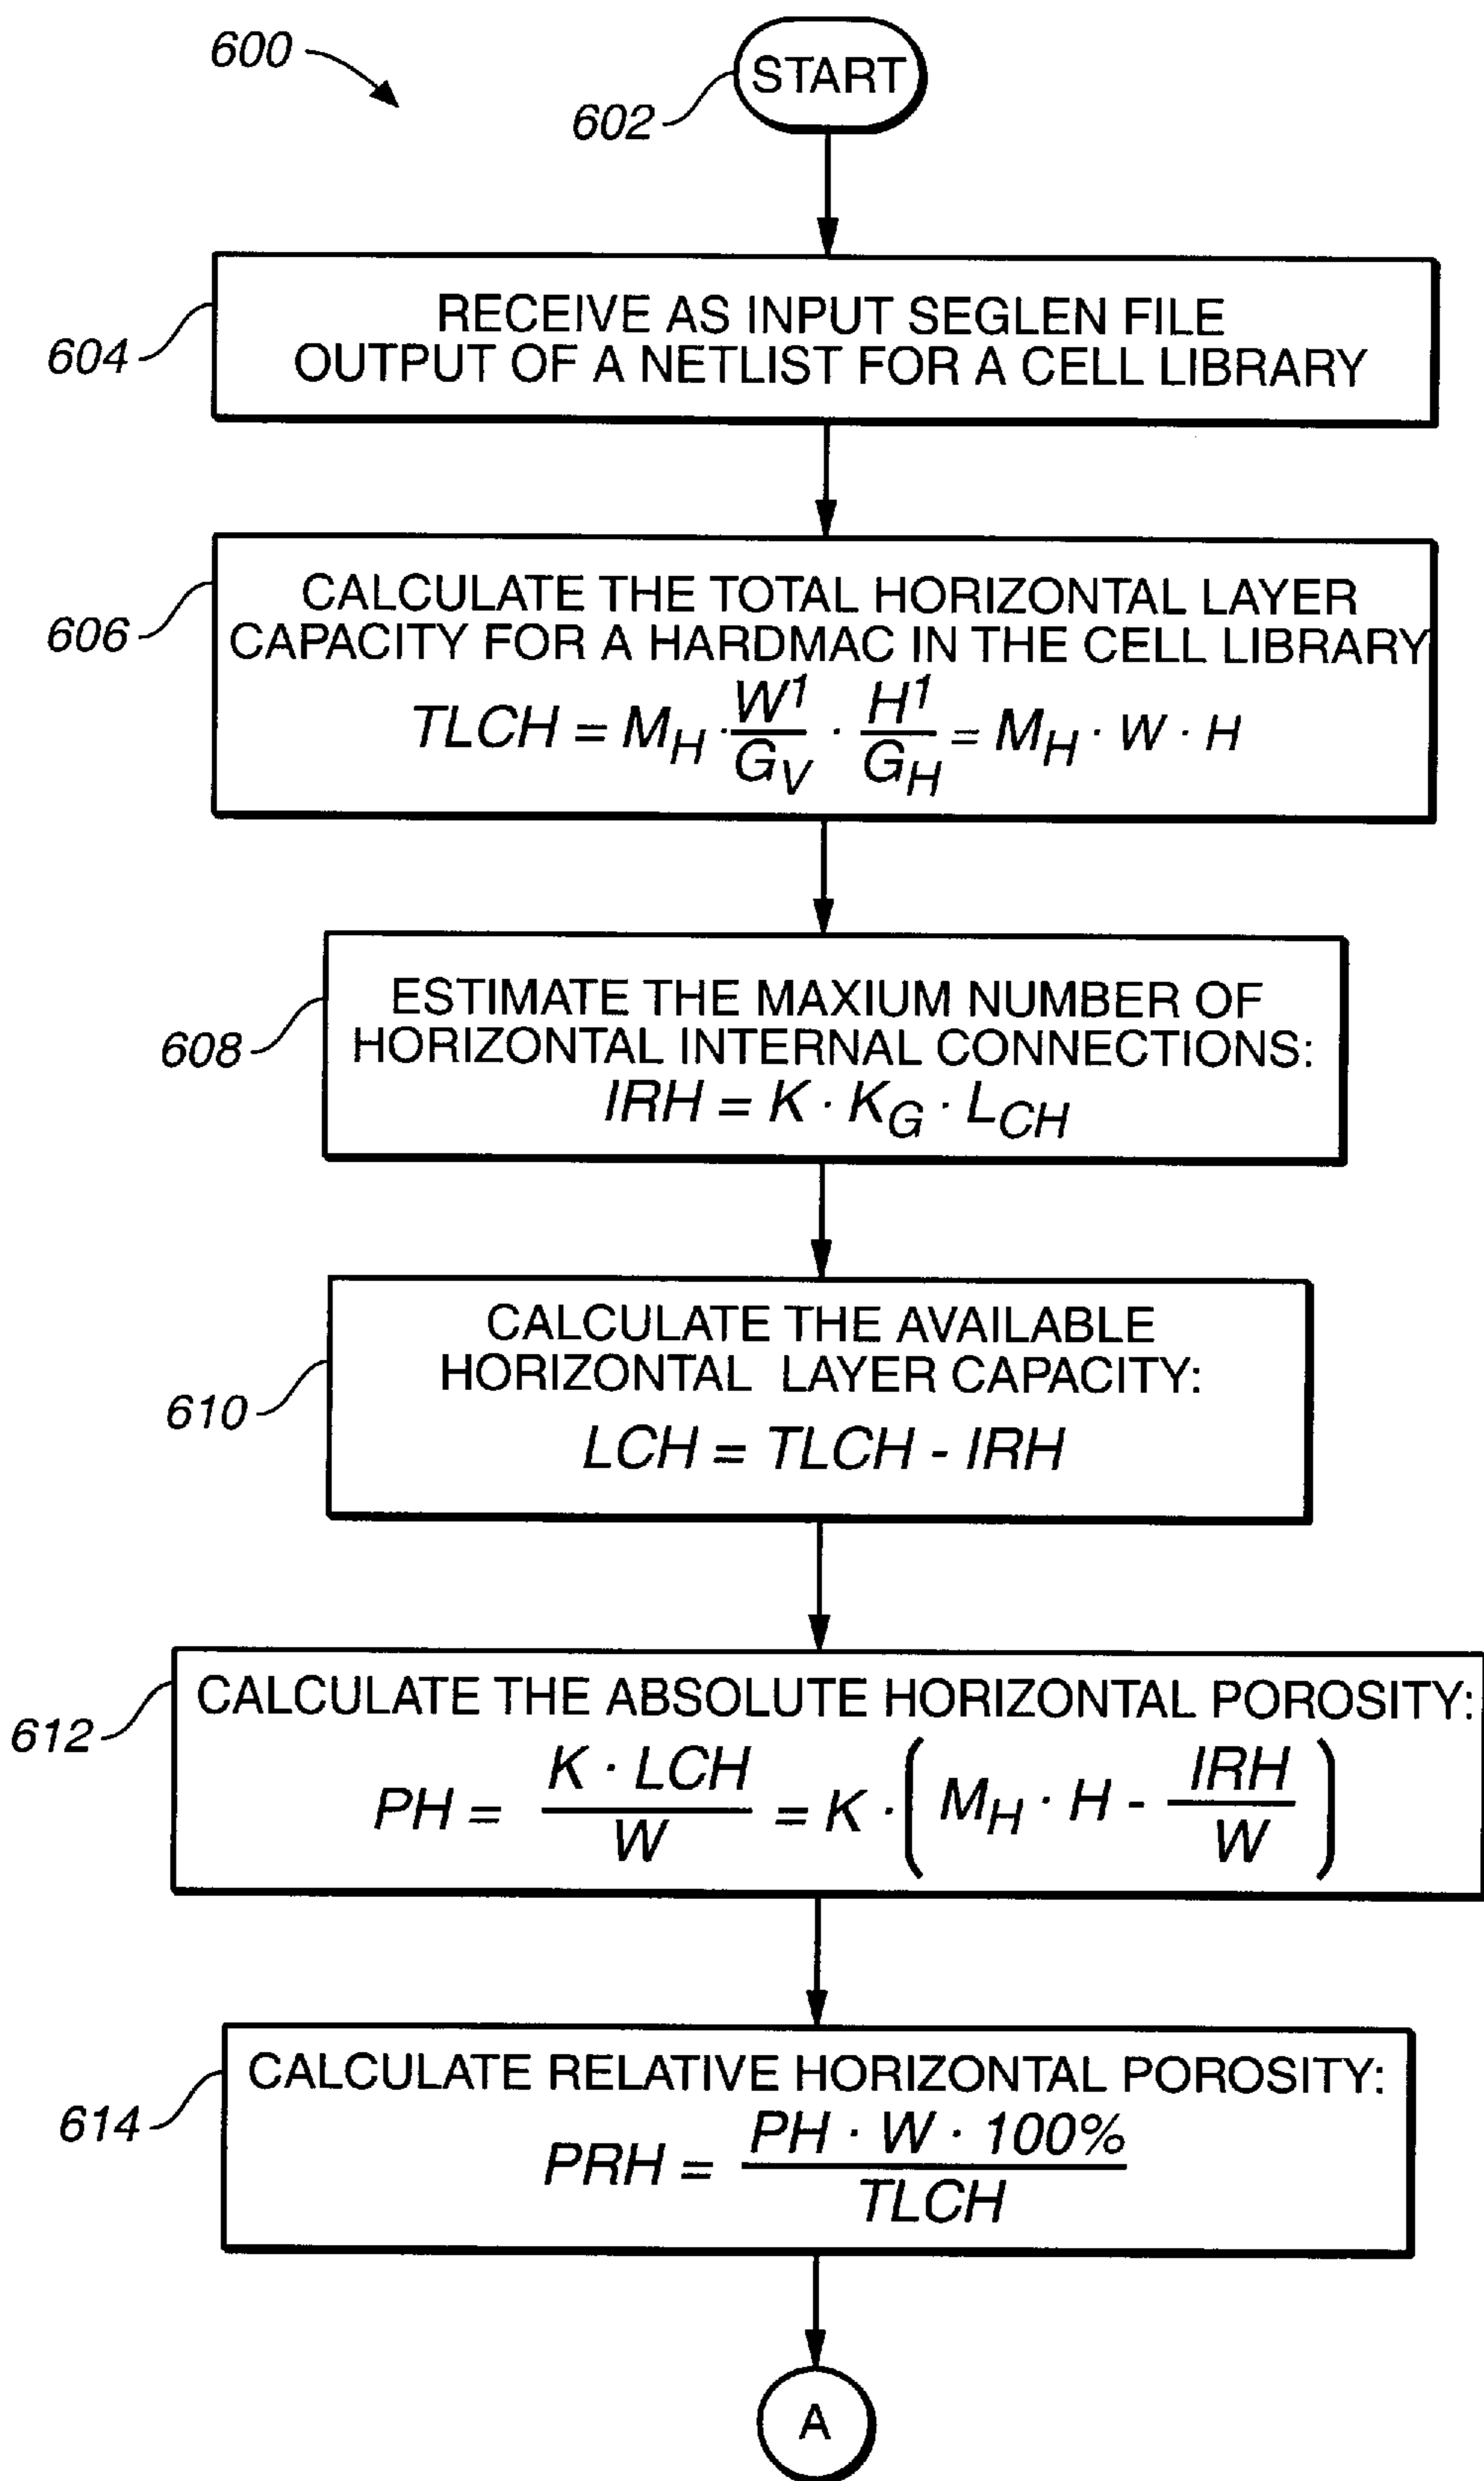 600
START
602
604
RECEIVE AS INPUT SEGLEN FILE
OUTPUT OF A NETLIST FOR A CELL LIBRARY
606
CALCULATE THE TOTAL HORIZONTAL LAYER
CAPACITY FOR A HARDMAC IN THE CELL LIBRARY
TLCH = M_H · W^1/G_V · H^1/G_H = M_H · W · H
608
ESTIMATE THE MAXIUM NUMBER OF
HORIZONTAL INTERNAL CONNECTIONS:
IRH = K · K_G · L_CH
610
CALCULATE THE AVAILABLE
HORIZONTAL LAYER CAPACITY:
LCH = TLCH - IRH
612
CALCULATE THE ABSOLUTE HORIZONTAL POROSITY:
PH = K · LCH/W = K · (M_H · H - IRH/W)
614
CALCULATE RELATIVE HORIZONTAL POROSITY:
PRH = PH · W · 100%/TLCH
A